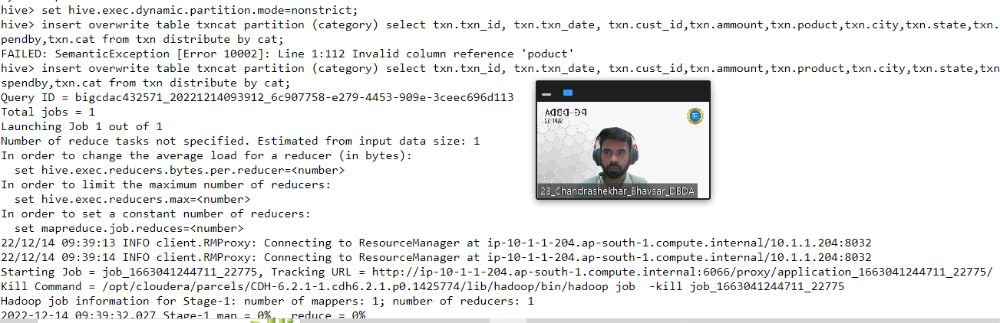 hive> set hive.exec.dynamic.partition.mode=nonstrict;
hive> insert overwrite table txncat partition (category) select txn.txn_id, txn.txn_date, txn.cust_id,txn.ammount,txn.poduct,txn.city,txn.state,txn.
pendby,txn.cat from txn distribute by cat;
FAILED: SemanticException [Error 10002]: Line 1:112 Invalid column reference 'poduct'
hive> insert overwrite table txncat partition (category) select txn.txn_id, txn.txn_date, txn.cust_id,txn.ammount,txn.product,txn.city,txn.state,txn
spendby,txn.cat from txn distribute by cat;
Query ID = bigcdac432571_20221214093912_6c907758-e279-4453-909e-3ceec696d113
Total jobs = 1
Launching Job 1 out of 1
Number of reduce tasks not specified. Estimated from input data size: 1
In order to change the average load for a reducer (in bytes):
set hive.exec.reducers.bytes.per.reducer=<number>
In order to limit the maximum number of reducers:
set hive.exec.reducers.max=<number>
In order to set a constant number of reducers:
set mapreduce.job.reduces=<number>
22/12/14 09:39:13 INFO client.RMProxy: Connecting to ResourceManager at ip-10-1-1-204.ap-south-1.compute.internal/10.1.1.204:8032
22/12/14 09:39:14 INFO client.RMProxy: Connecting to ResourceManager at ip-10-1-1-204.ap-south-1.compute.internal/10.1.1.204:8032
Starting Job = job_1663041244711_22775, Tracking URL = http://ip-10-1-1-204.ap-south-1.compute.internal:6066/proxy/application_1663041244711_22775/
Kill Command = /opt/cloudera/parcels/CDH-6.2.1-1.cdh6.2.1.p0.1425774/lib/hadoop/bin/hadoop job  -kill job_1663041244711_22775
Hadoop job information for Stage-1: number of mappers: 1; number of reducers: 1
2022-12-14 09:39:32,027 Stage-1 map = 0%,  reduce = 0%
PG-DBDA
SEPT 22
23_Chandrashekhar_Bhavsar_DBDA